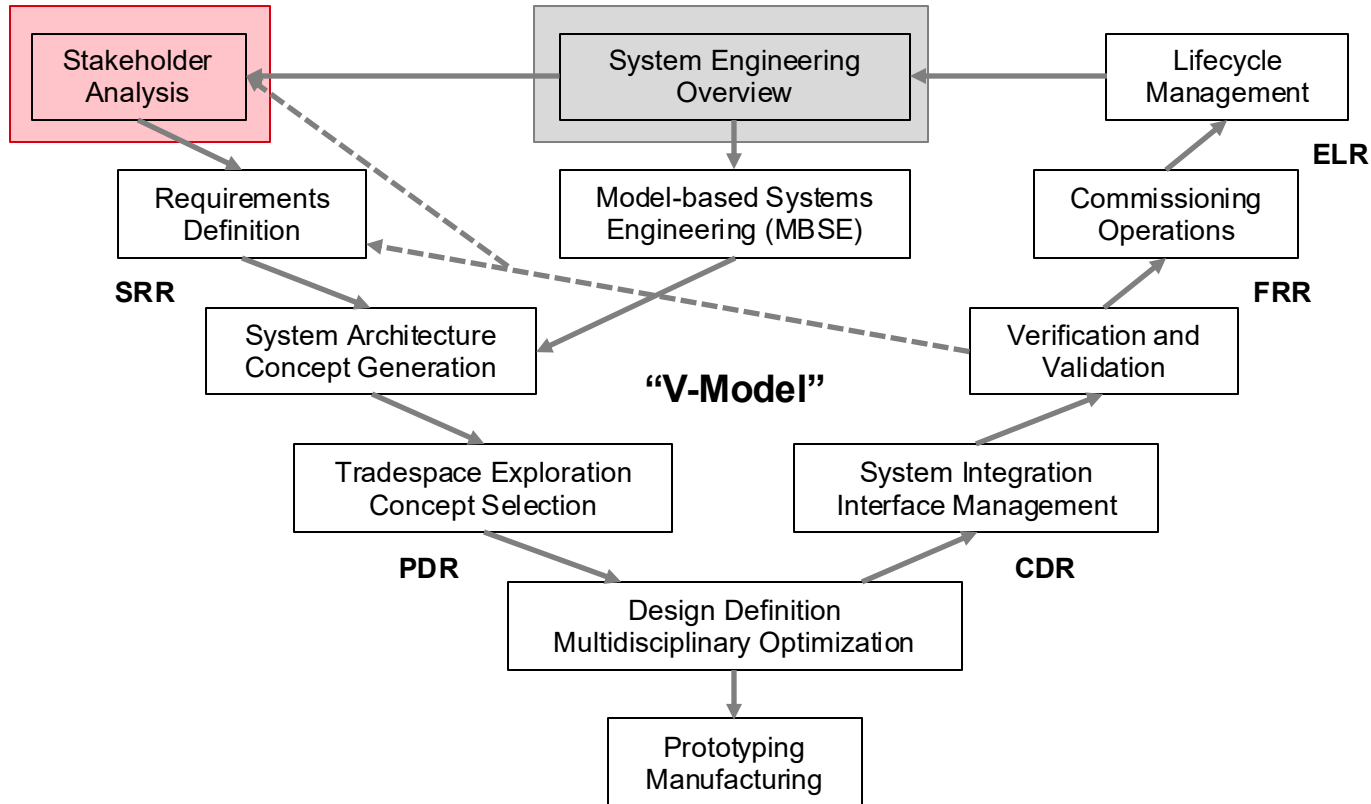 Stakeholder
Analysis
System Engineering
Overview
Lifecycle
Management
ELR
Requirements
Definition
Model-based Systems
Engineering (MBSE)
Commissioning
Operations
SRR
FRR
System Architecture
Concept Generation
Verification and
Validation
“V-Model”
Tradespace Exploration
Concept Selection
System Integration
Interface Management
PDR
CDR
Design Definition
Multidisciplinary Optimization
Prototyping
Manufacturing